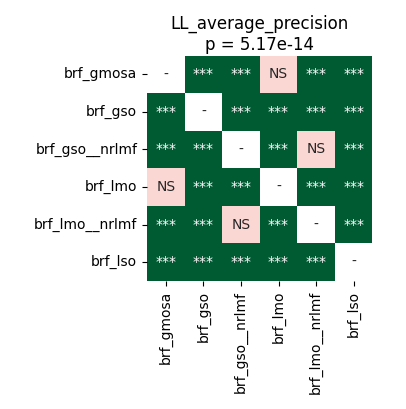 LL_average_precision
p = 5.17e-14
brf_gmosa - *** *** NS *** ***
brf_gso *** - *** *** *** ***
brf_gso__nrlmf *** *** - *** NS ***
brf_lmo NS *** *** - *** ***
brf_lmo__nrlmf *** *** NS *** - ***
brf_lso *** *** *** *** *** -
brf_gmosa
brf_gso
brf_gso__nrlmf
brf_lmo
brf_lmo__nrlmf
brf_lso